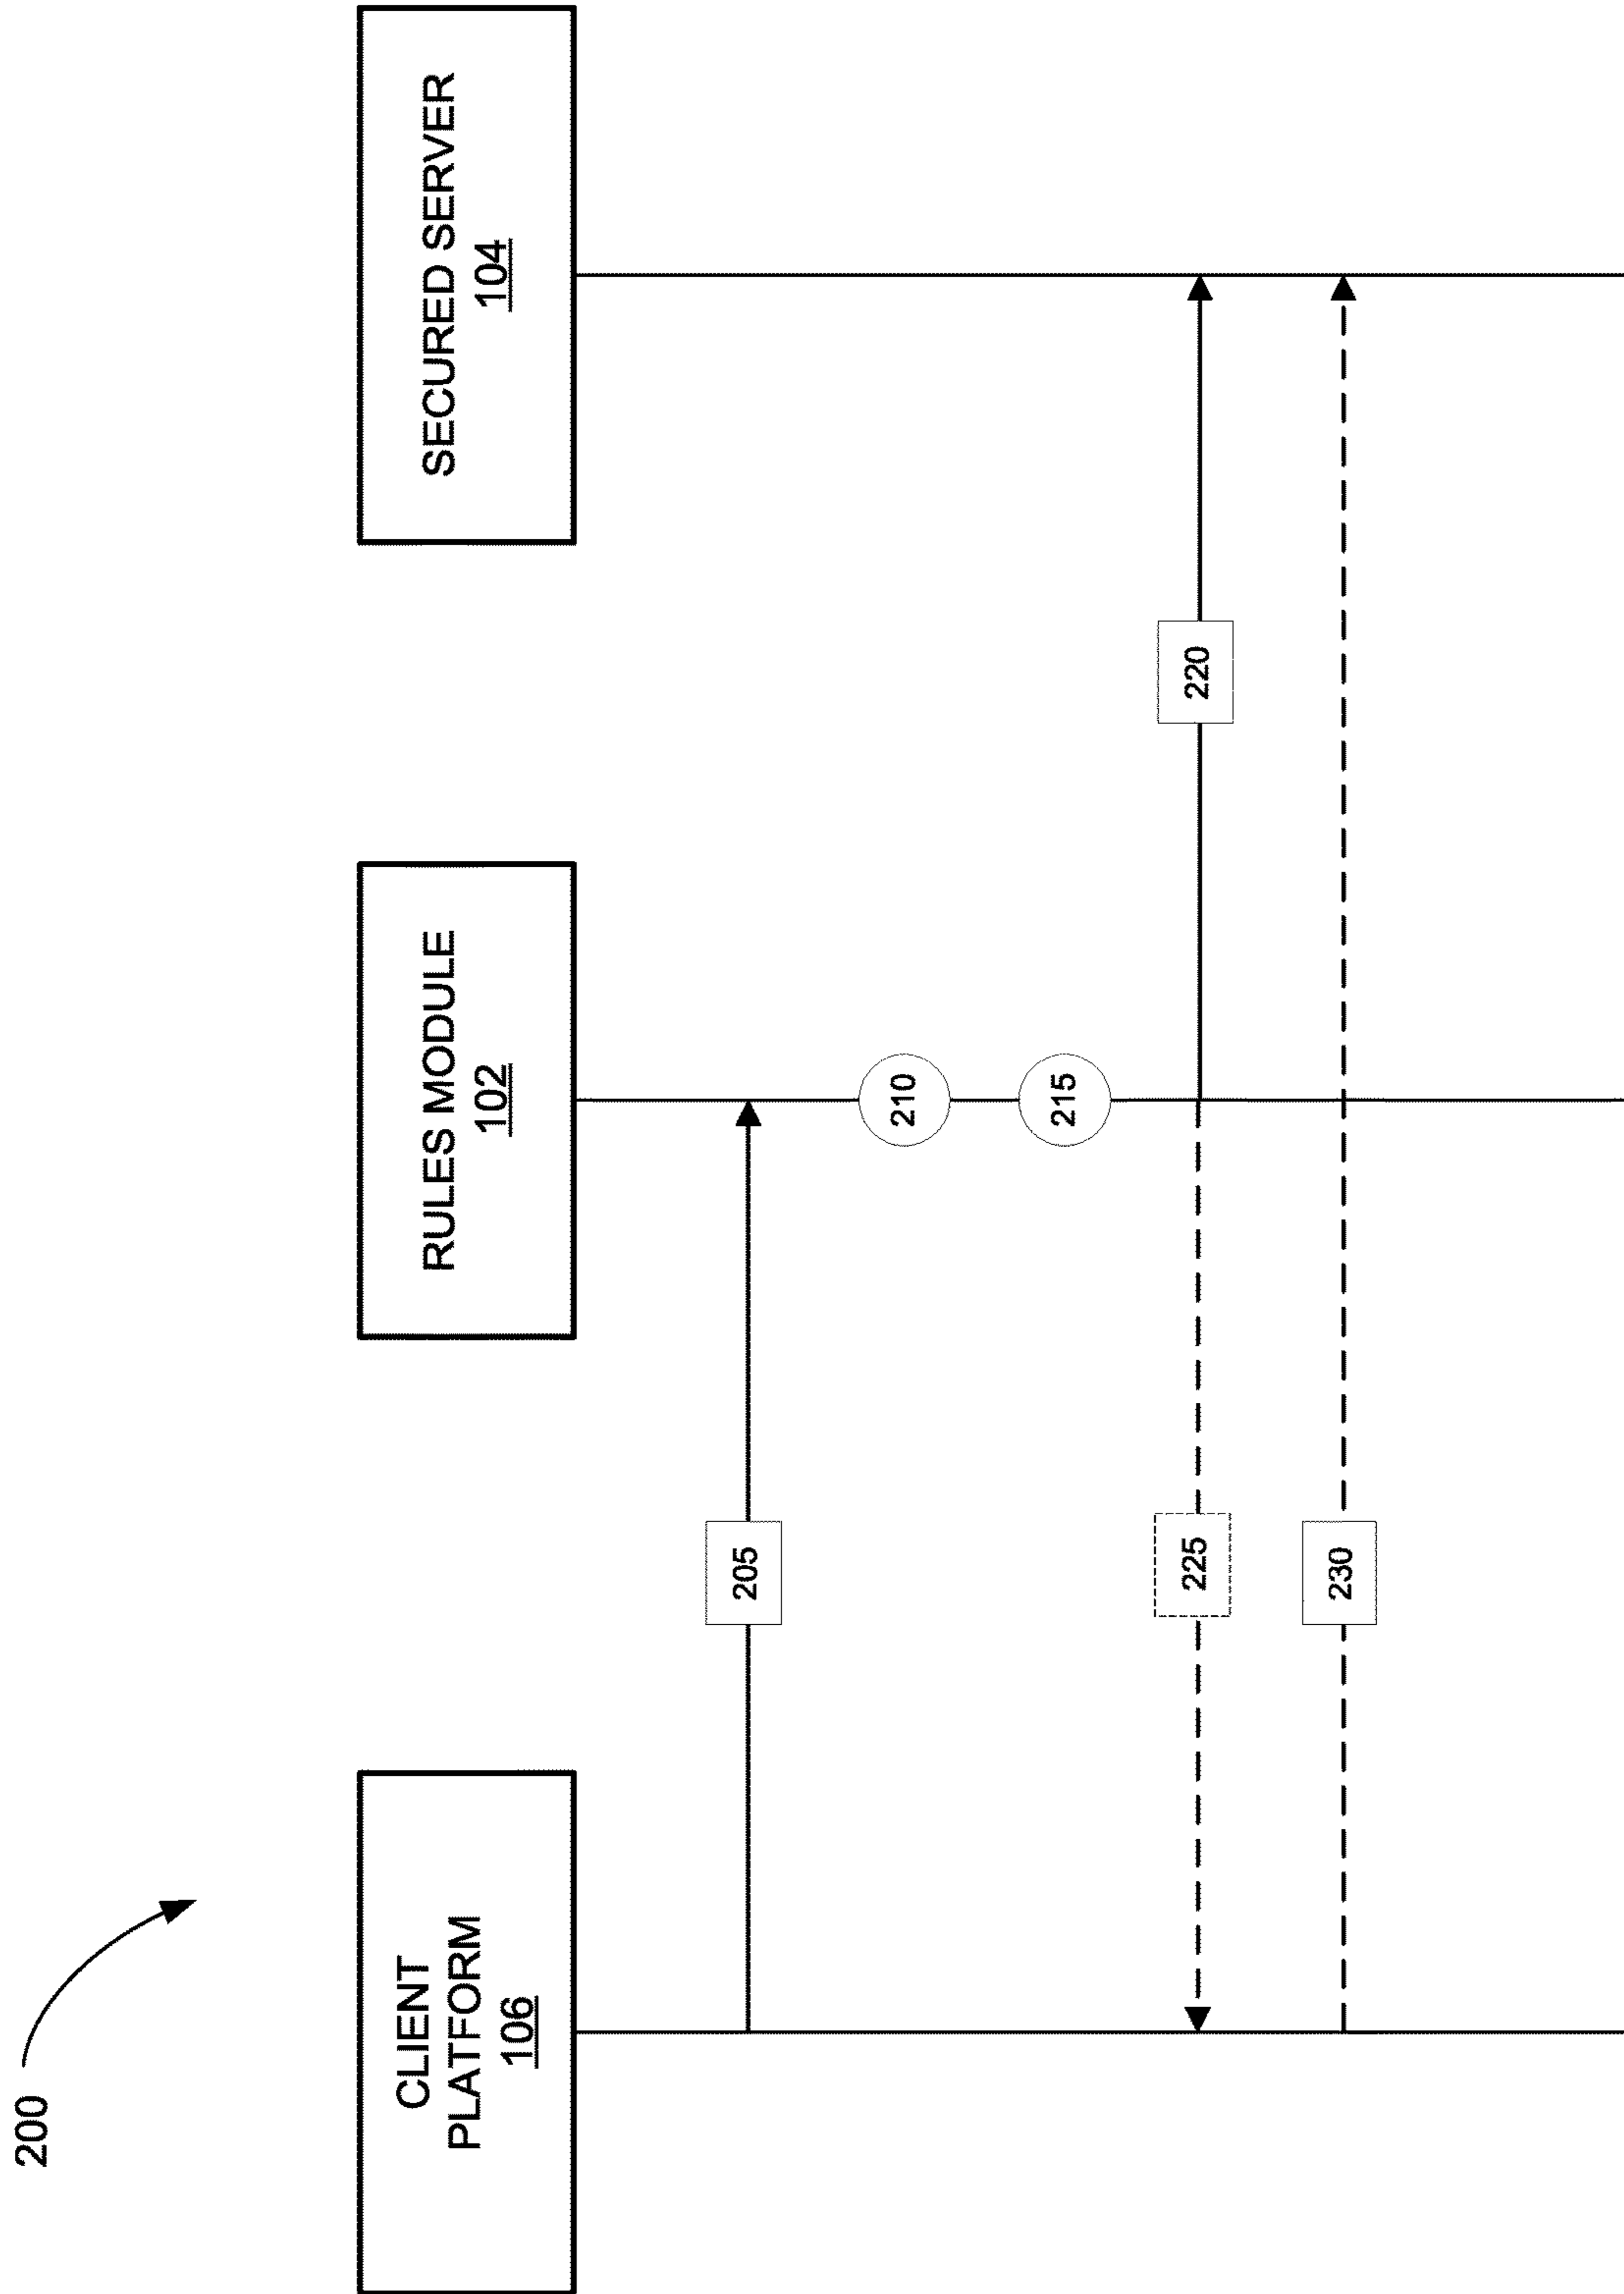 200
CLIENT
PLATFORM
106
RULES MODULE
102
SECURED SERVER
104
205
210
215
220
225
230